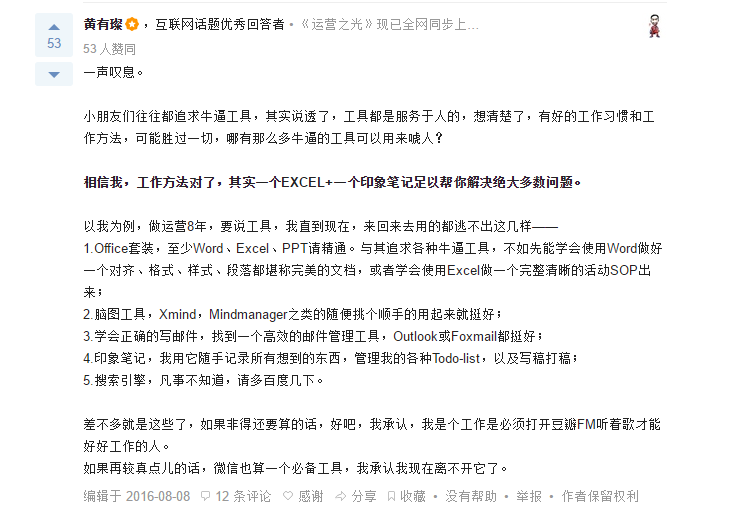 53
黄有璨，互联网话题优秀回答者 · 《运营之光》现已全网同步上…
53 人赞同
一声叹息。
小朋友们往往都追求牛逼工具，其实说透了，工具都是服务于人的，想清楚了，有好的工作习惯和工
作方法，可能胜过一切，哪有那么多牛逼的工具可以用来唬人？
相信我，工作方法对了，其实一个EXCEL+一个印象笔记足以帮你解决绝大多数问题。
以我为例，做运营8年，要说工具，我直到现在，来回来去用的都逃不出这几样——
1.Office套装，至少Word、Excel、PPT请精通。与其追求各种牛逼工具，不如先能学会使用Word做好
一个对齐、格式、样式、段落都堪称完美的文档，或者学会使用Excel做一个完整清晰的活动SOP出
来；
2.脑图工具，Xmind，Mindmanager之类的随便挑个顺手的用起来就挺好；
3.学会正确的写邮件，找到一个高效的邮件管理工具，Outlook或Foxmail都挺好；
4.印象笔记，我用它随手记录所有想到的东西，管理我的各种Todo-list，以及写稿打稿；
5.搜索引擎，凡事不知道，请多百度几下。
差不多就是这些了，如果非得还要算的话，好吧，我承认，我是个工作是必须打开豆瓣FM听着歌才能
好好工作的人。
如果再较真点儿的话，微信也算一个必备工具，我承认我现在离不开它了。
编辑于 2016-08-08 12 条评论 感谢 分享 收藏 · 没有帮助 · 举报 · 作者保留权利